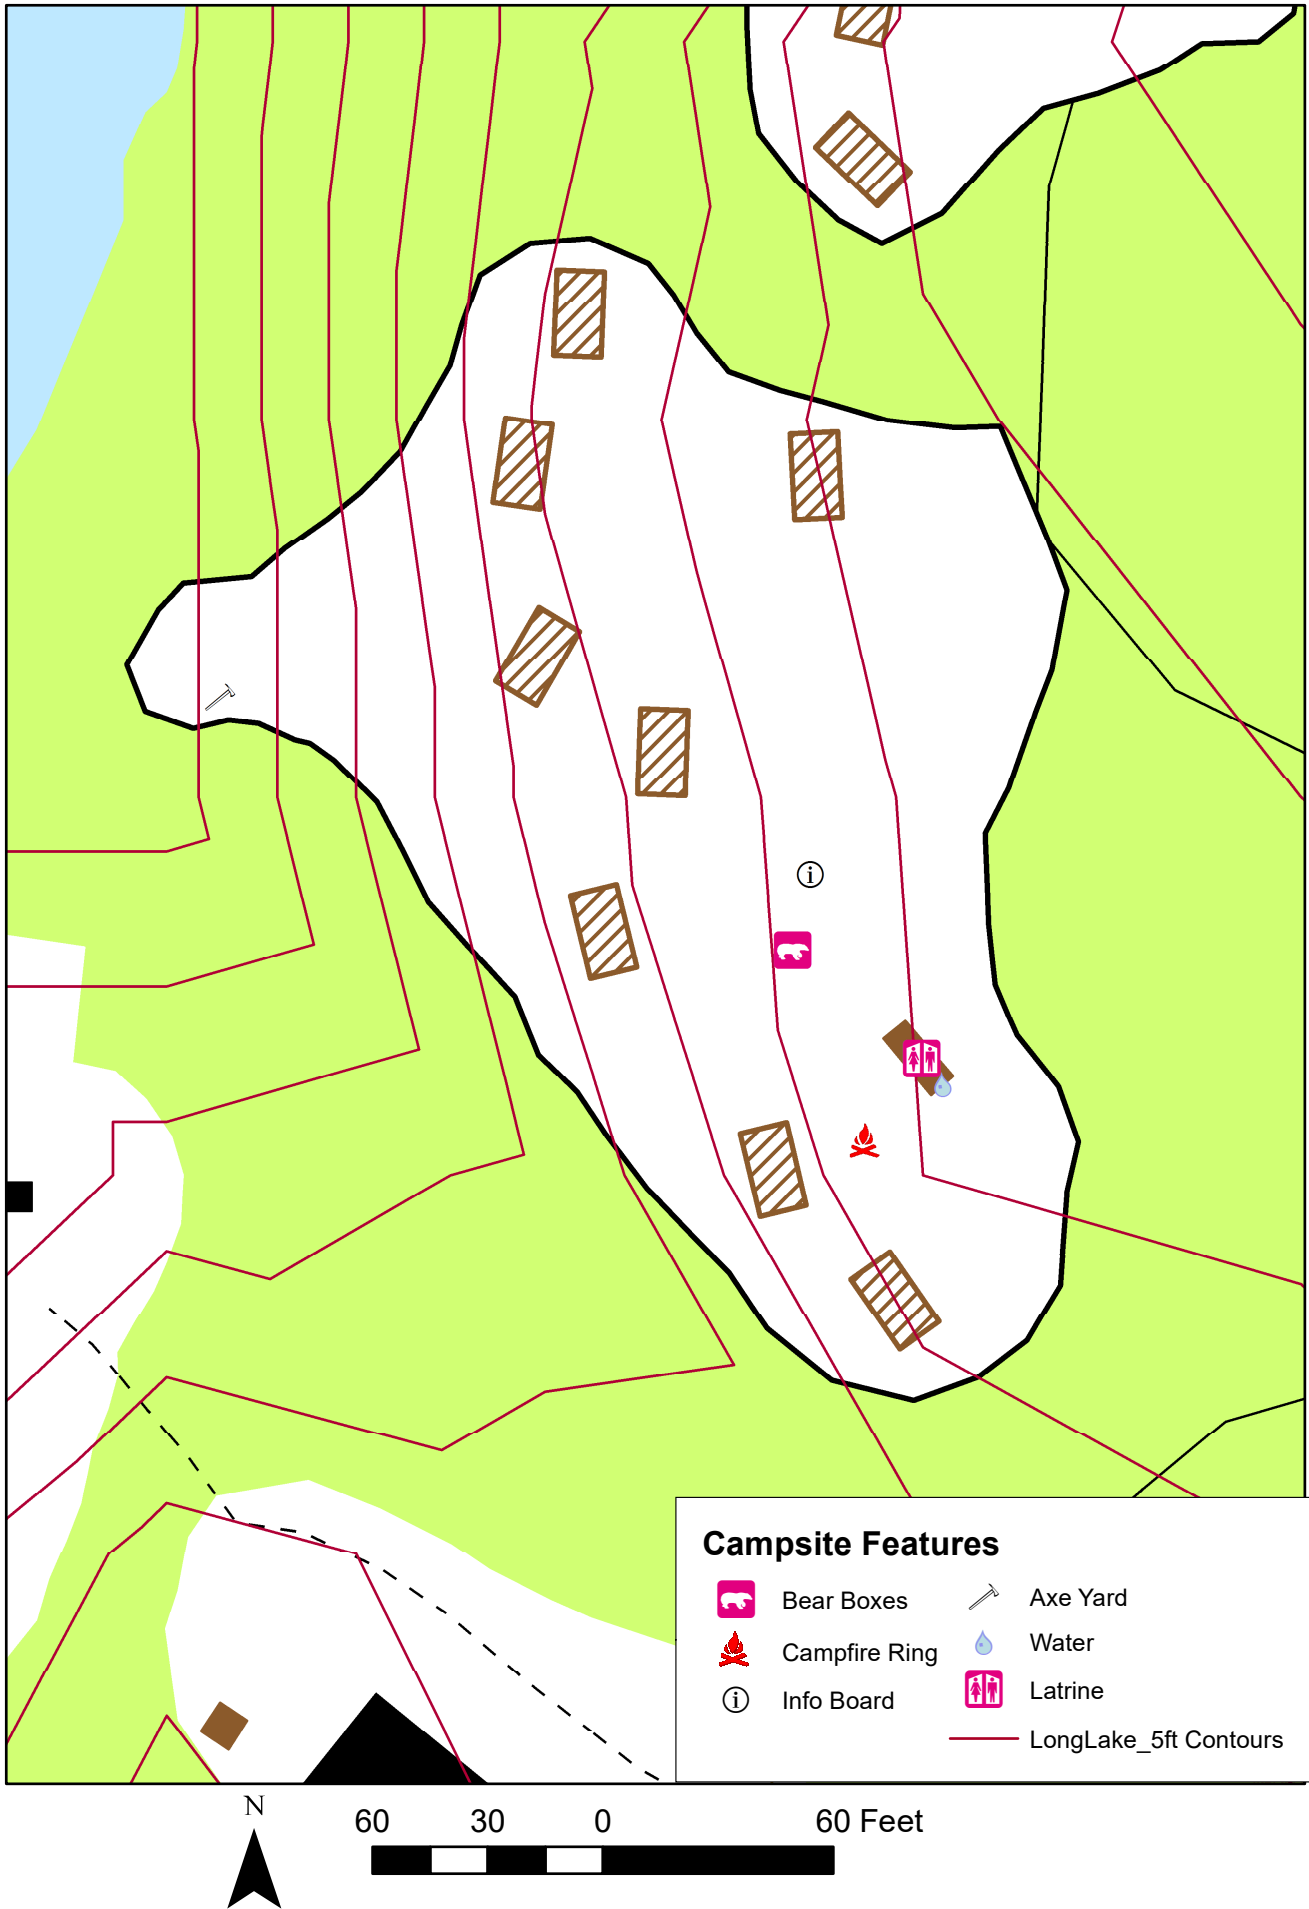 Campsite Features
Bear Boxes
Axe Yard
Campfire Ring
Water
Info Board
Latrine
LongLake_5ft Contours
N
60 30 0 60 Feet